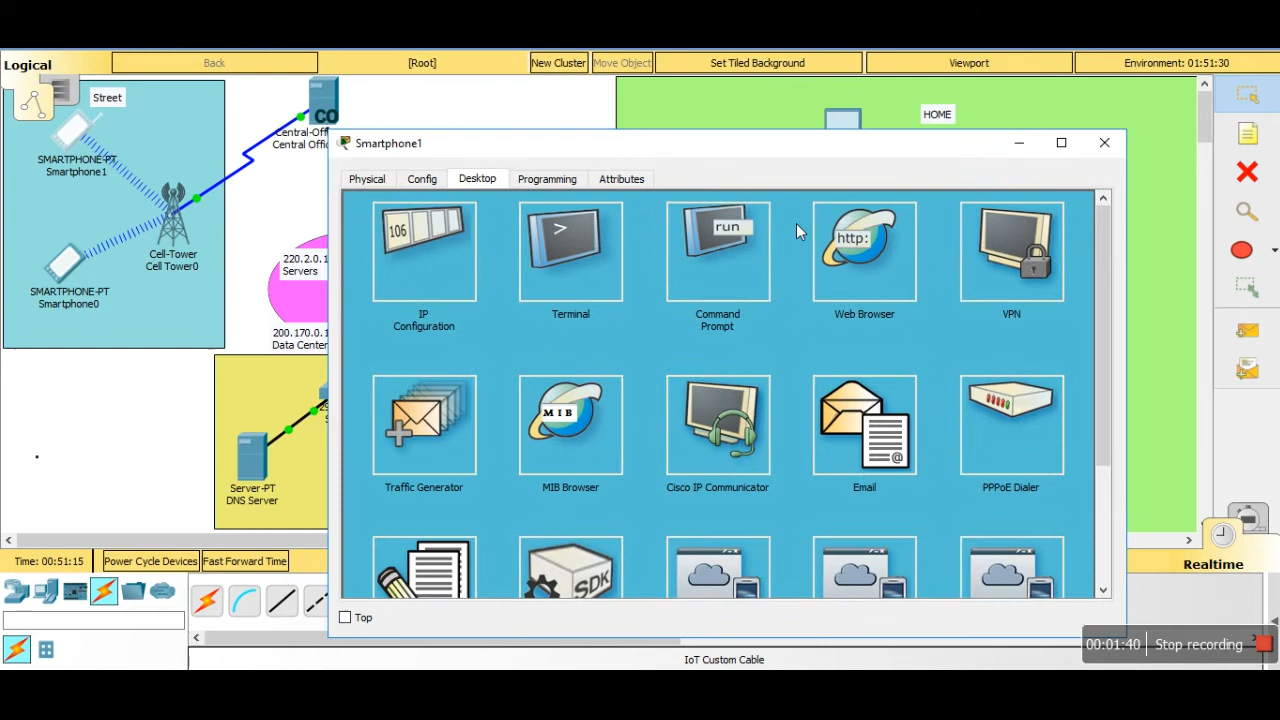 Logical
Back
[Root]
New Cluster
Move Object
Set Tiled Background
Viewport
Environment: 01:51:30
Street
SMARTPHONE-PT
Smartphone1
Cell-Tower
Cell Tower0
SMARTPHONE-PT
Smartphone0
CO
Central-Off
Central Offic
220.2.0.1
Servers
200.170.0.1
Data Center
Server-PT
DNS Server
HOME
Smartphone1
Physical
Config
Desktop
Programming
Attributes
106
>
run
http:
IP
Configuration
Terminal
Command
Prompt
Web Browser
VPN
MIB
@
Traffic Generator
MIB Browser
Cisco IP Communicator
Email
PPPoE Dialer
SDK
Top
Time: 00:51:15
Power Cycle Devices
Fast Forward Time
Realtime
IoT Custom Cable
00:01:40
Stop recording